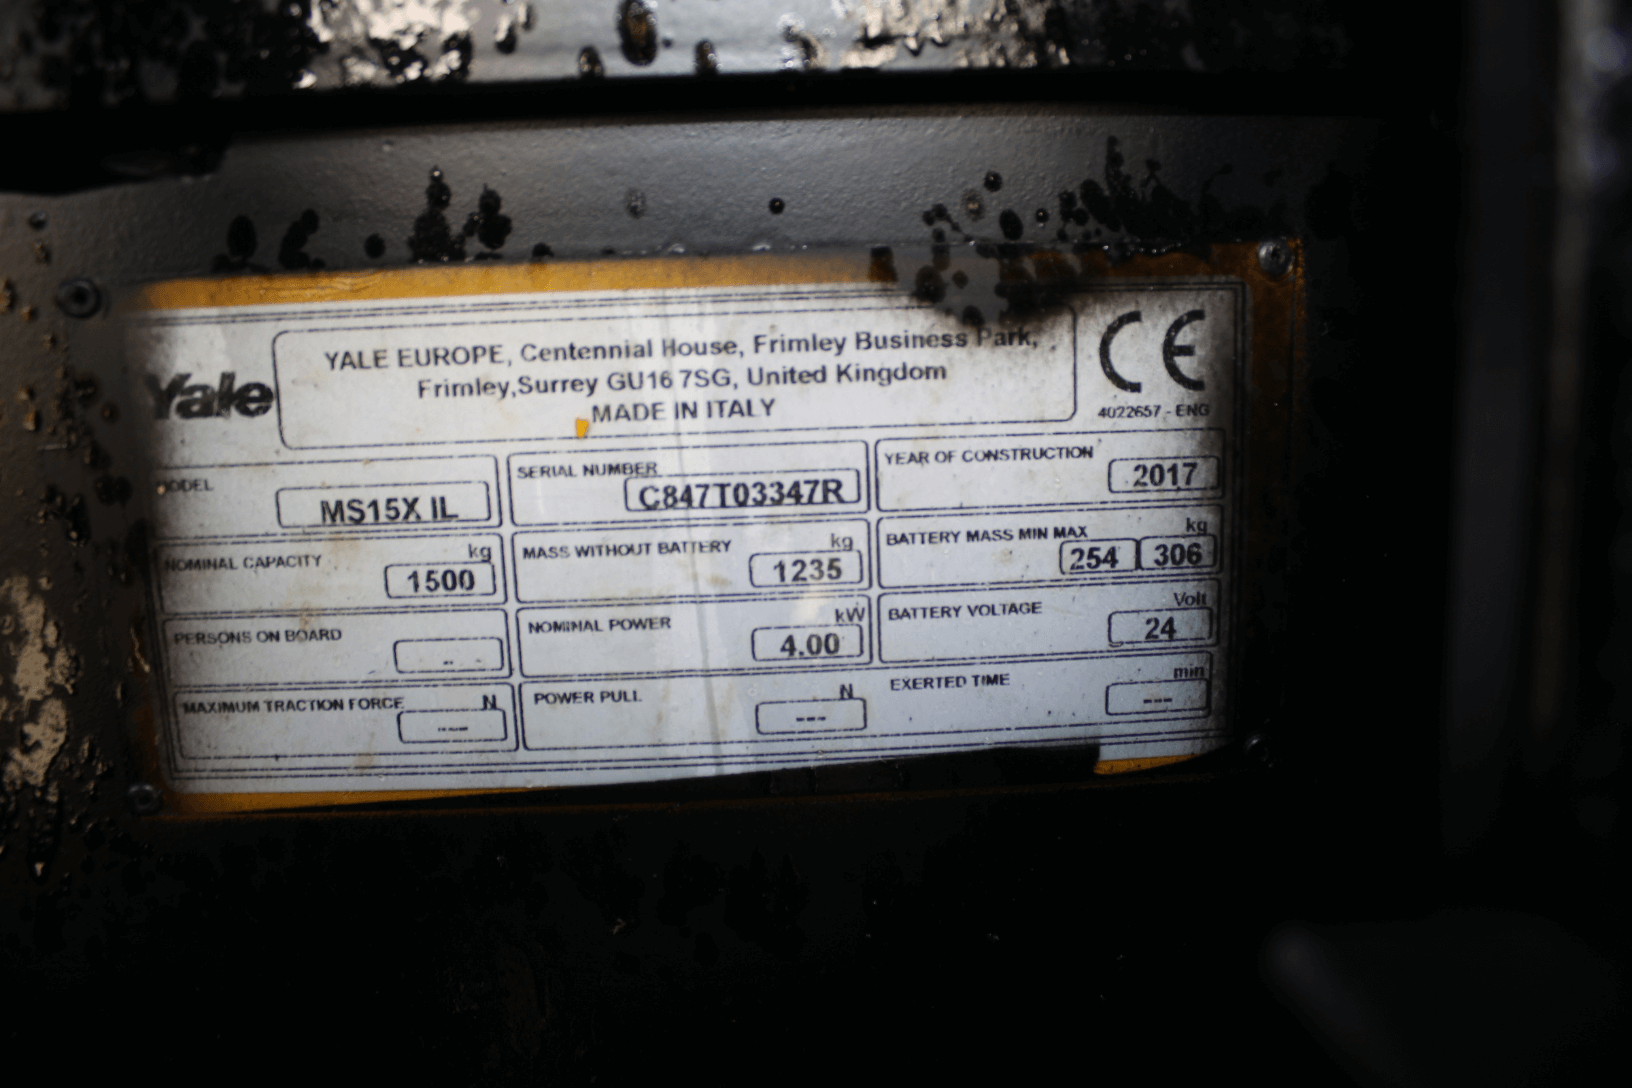 Yale
YALE EUROPE, Centennial House, Frimley Business Park,
Frimley,Surrey GU16 7SG, United Kingdom
MADE IN ITALY
CE
4022657 - ENG
MODEL
MS15X IL
SERIAL NUMBER
C847T03347R
YEAR OF CONSTRUCTION
2017
NOMINAL CAPACITY kg
1500
MASS WITHOUT BATTERY kg
1235
BATTERY MASS MIN MAX kg
254 306
PERSONS ON BOARD
--
NOMINAL POWER kW
4.00
BATTERY VOLTAGE Volt
24
MAXIMUM TRACTION FORCE N
---
POWER PULL N
---
EXERTED TIME min
---